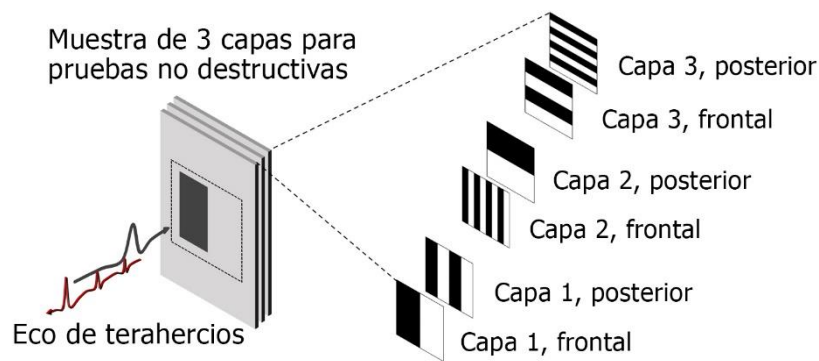 Muestra de 3 capas para
pruebas no destructivas
Capa 3, posterior
Capa 3, frontal
Capa 2, posterior
Capa 2, frontal
Capa 1, posterior
Capa 1, frontal
Eco de terahercios